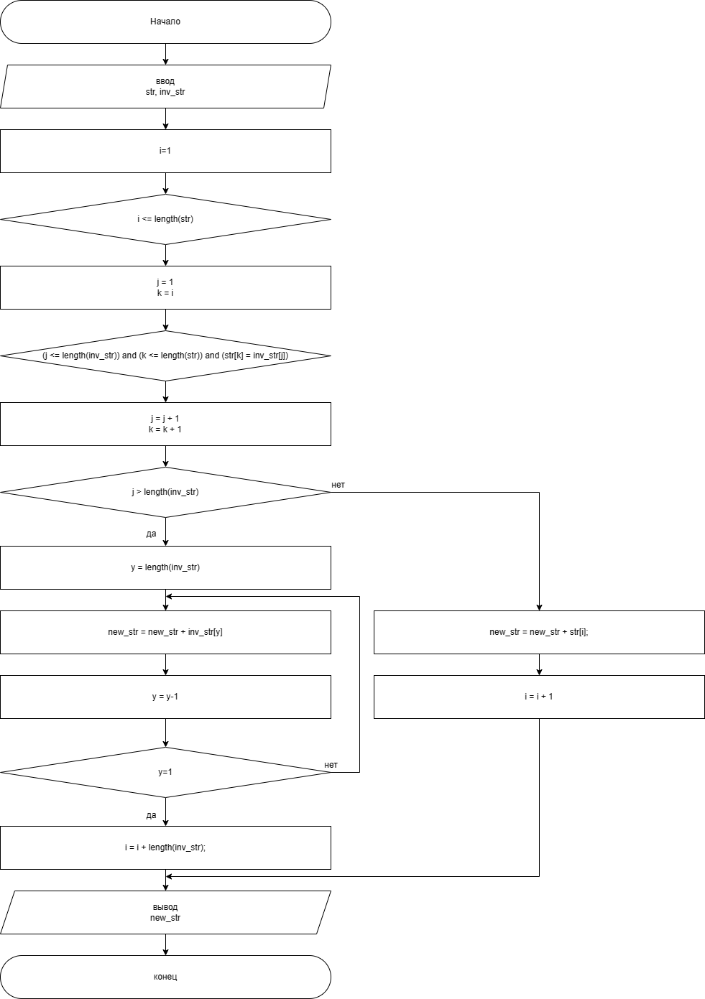 Начало
ввод
str, inv_str
i=1
i <= length(str)
j = 1
k = i
(j <= length(inv_str)) and (k <= length(str)) and (str[k] = inv_str[j])
j = j + 1
k = k + 1
j > length(inv_str)
нет
да
y = length(inv_str)
new_str = new_str + inv_str[y]
new_str = new_str + str[i];
y = y-1
i = i + 1
y=1
нет
да
i = i + length(inv_str);
вывод
new_str
конец